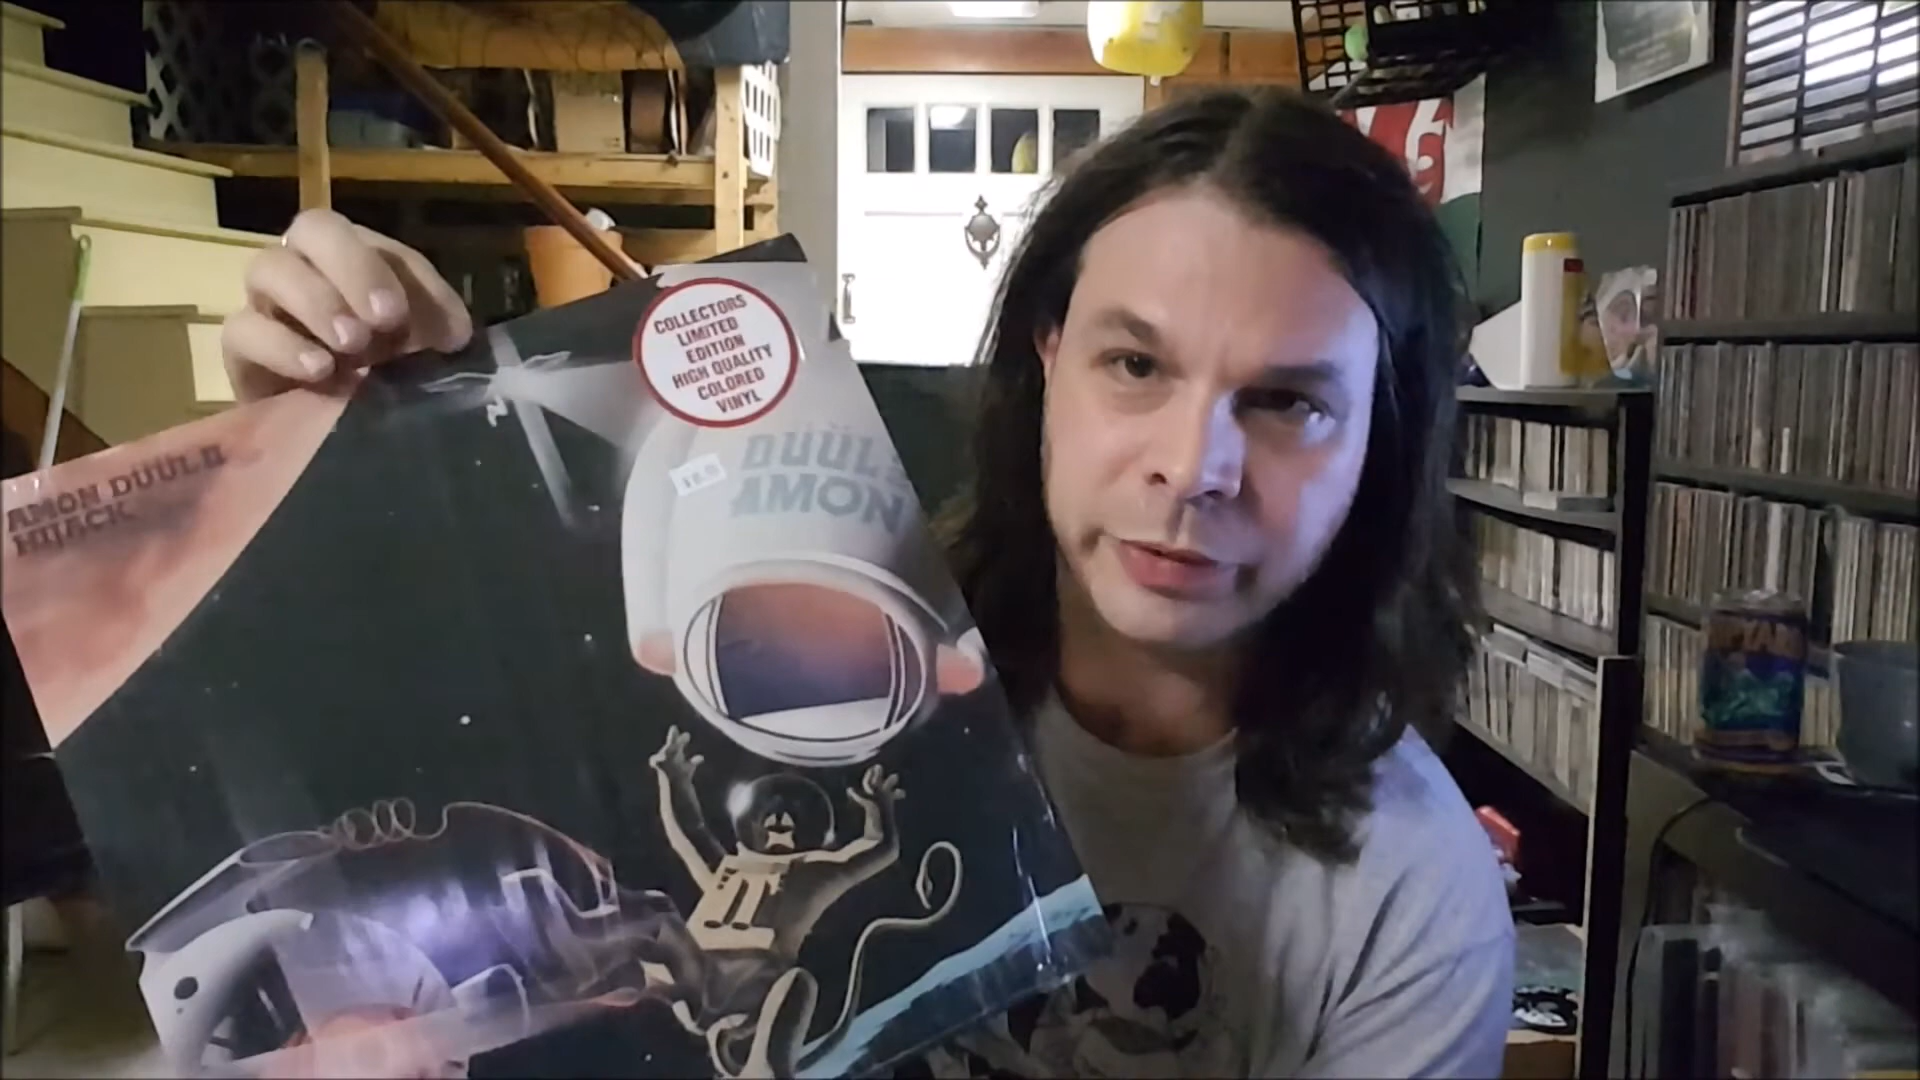 AMON DUUL II
HIJACK
COLLECTORS
LIMITED
EDITION
HIGH QUALITY
COLORED
VINYL
DUUL
AMON